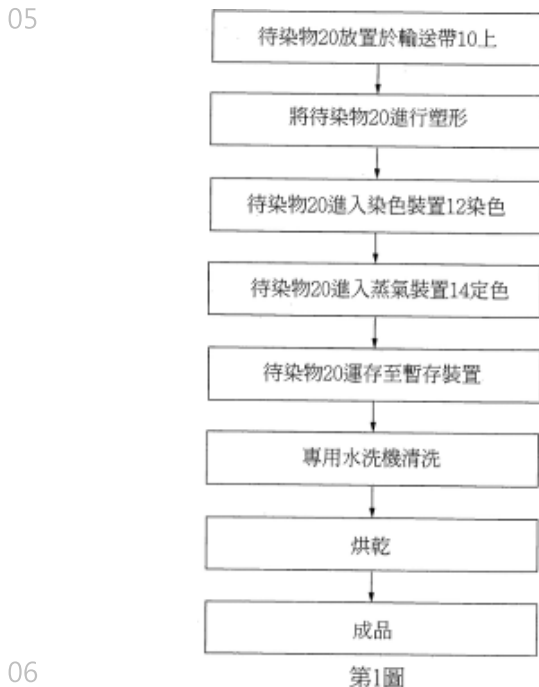 05
待染物20放置於輸送帶10上
將待染物20進行塑形
待染物20進入染色裝置12染色
待染物20進入蒸氣裝置14定色
待染物20運存至暫存裝置
專用水洗機清洗
烘乾
成品
06
第1圖